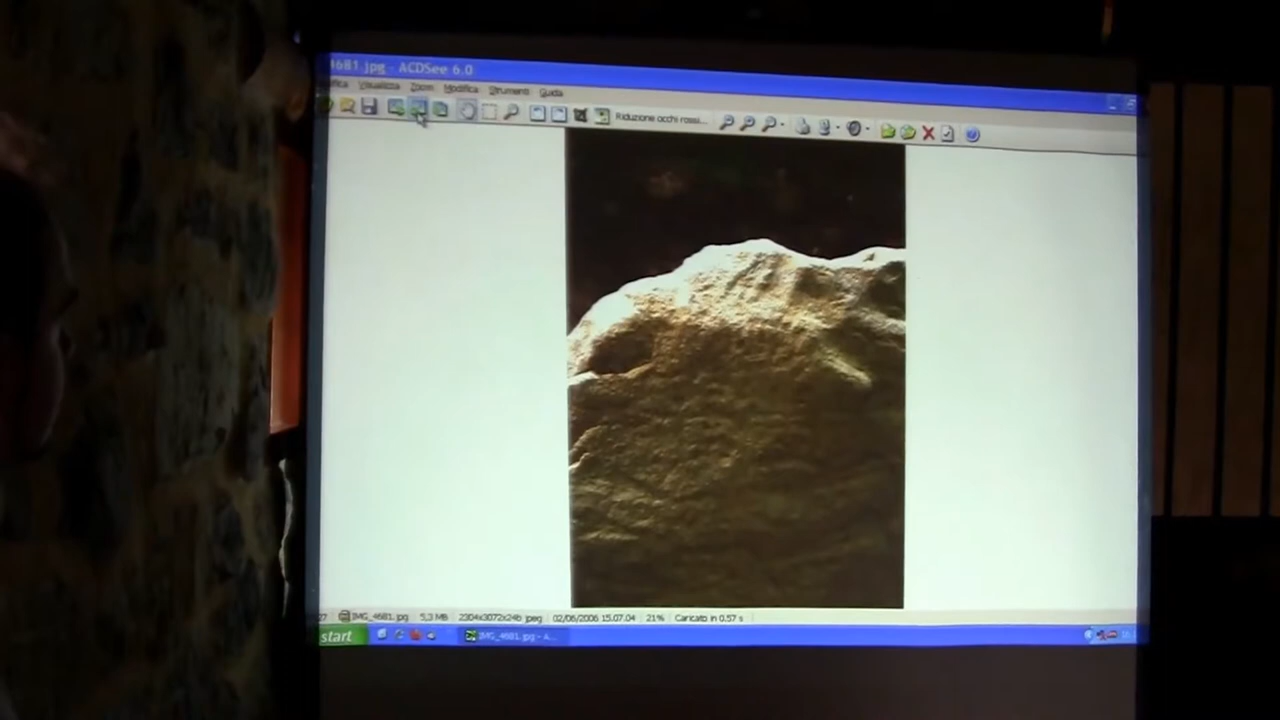 4681.jpg - ACDSee 6.0
Visualizza Zoom Modifica Strumenti Guida
Riduzione occhi rossi...
IMG_4681.jpg 5,3 MB 2304x3072x24b jpeg 02/06/2006 15.07.04 21% Caricato in 0.57 s
start IMG_4681.jpg - A...